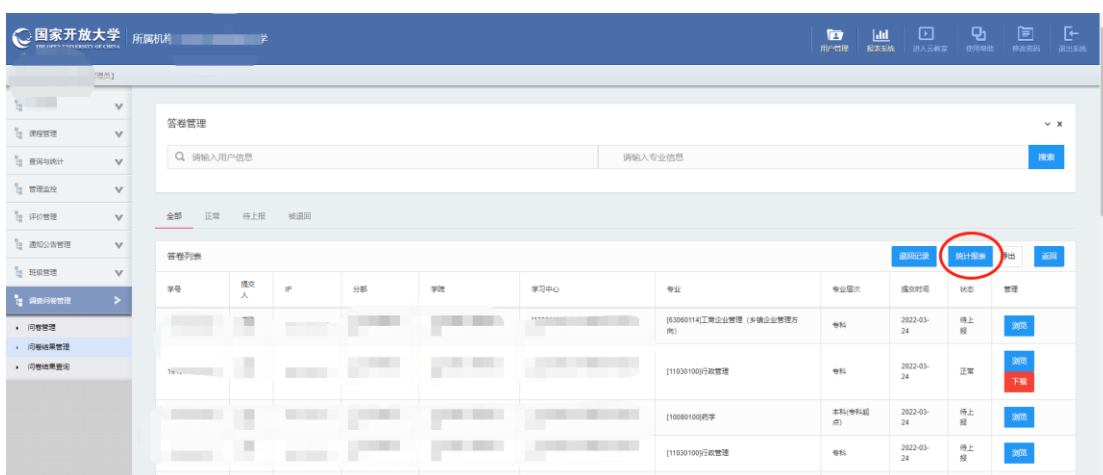 国家开放大学 所属机构 学
THE OPEN UNIVERSITY OF CHINA
用户管理 报表系统 进入云教室 使用帮助 修改密码 退出系统
理员】
课程管理
查询与统计
管理监控
评价管理
通知公告管理
班级管理
调查问卷管理
问卷管理
问卷结果管理
问卷结果查询
答卷管理
请输入用户信息 请输入专业信息 搜索
全部 正常 待上报 被退回
答卷列表 退回记录 统计报表 出 返回
学号 提交人 IP 分部 学院 学习中心 专业 专业层次 提交时间 状态 管理
[63060114]工商企业管理(乡镇企业管理方
向) 专科 2022-03-24 待上报 浏览
[11030100]行政管理 专科 2022-03-24 正常 浏览
下载
[10080100]药学 本科(专科起点) 2022-03-24 待上报 浏览
[11030100]行政管理 专科 2022-03-24 待上报 浏览